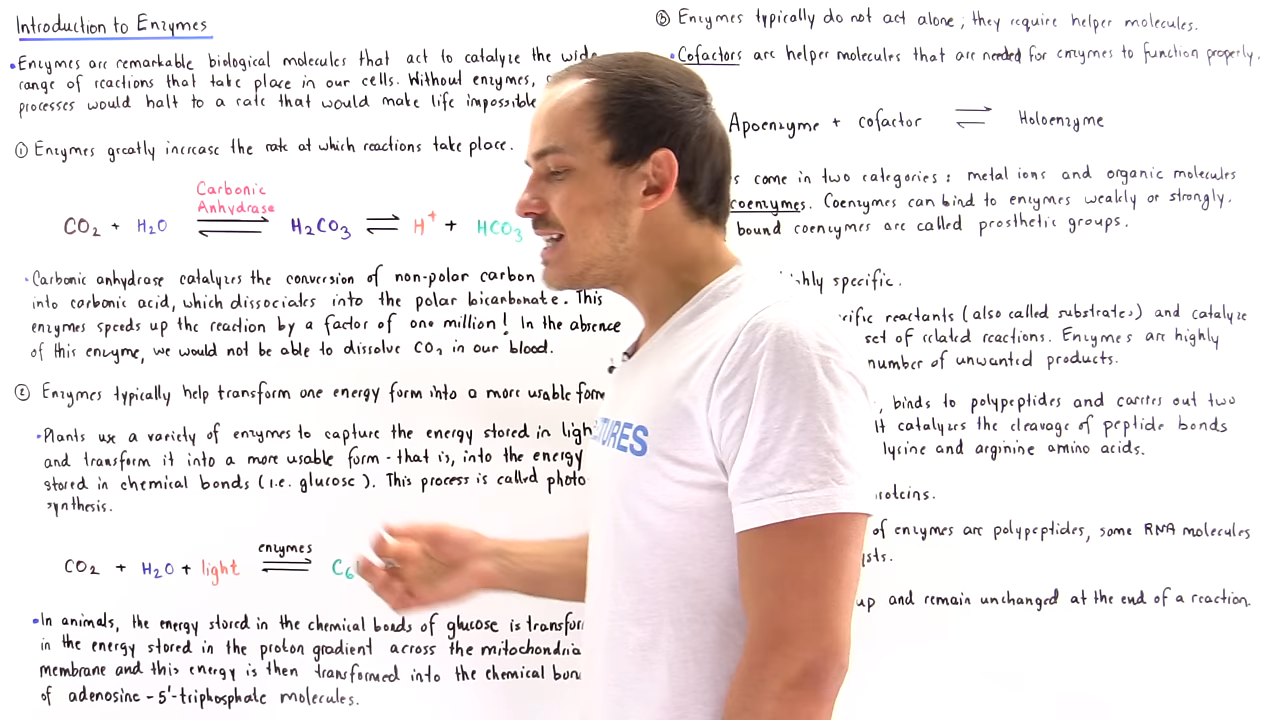 Introduction to Enzymes
•Enzymes are remarkable biological molecules that act to catalyze the wide
range of reactions that take place in our cells. Without enzymes,
processes would halt to a rate that would make life impossible
① Enzymes greatly increase the rate at which reactions take place.
Carbonic
Anhydrase
CO2 + H2O ⇌ H2CO3 ⇌ H+ + HCO3
•Carbonic anhydrase catalyzes the conversion of non-polar carbon
into carbonic acid, which dissociates into the polar bicarbonate. This
enzymes speeds up the reaction by a factor of one million! In the absence
of this enzyme, we would not be able to dissolve CO2 in our blood.
② Enzymes typically help transform one energy form into a more usable form
•Plants use a variety of enzymes to capture the energy stored in ligh
and transform it into a more usable form - that is, into the energy
stored in chemical bonds (i.e. glucose). This process is called photo
synthesis.
enzymes
CO2 + H2O + light ⇌ C6
•In animals, the energy stored in the chemical bonds of glucose is transfor
in the energy stored in the proton gradient across the mitochondria
membrane and this energy is then transformed into the chemical bon
of adenosine-5'-triphosphate molecules.
③ Enzymes typically do not act alone; they require helper molecules.
•Cofactors are helper molecules that are needed for enzymes to function properly.
Apoenzyme + cofactor ⇌ Holoenzyme
s come in two categories: metal ions and organic molecules
coenzymes. Coenzymes can bind to enzymes weakly or strongly.
bound coenzymes are called prosthetic groups.
ghly specific.
cific reactants (also called substrates) and catalyze
set of related reactions. Enzymes are highly
number of unwanted products.
, binds to polypeptides and carries out two
It catalyzes the cleavage of peptide bonds
lysine and arginine amino acids.
roteins.
of enzymes are polypeptides, some RNA molecules
ysts.
up and remain unchanged at the end of a reaction.
CTURES